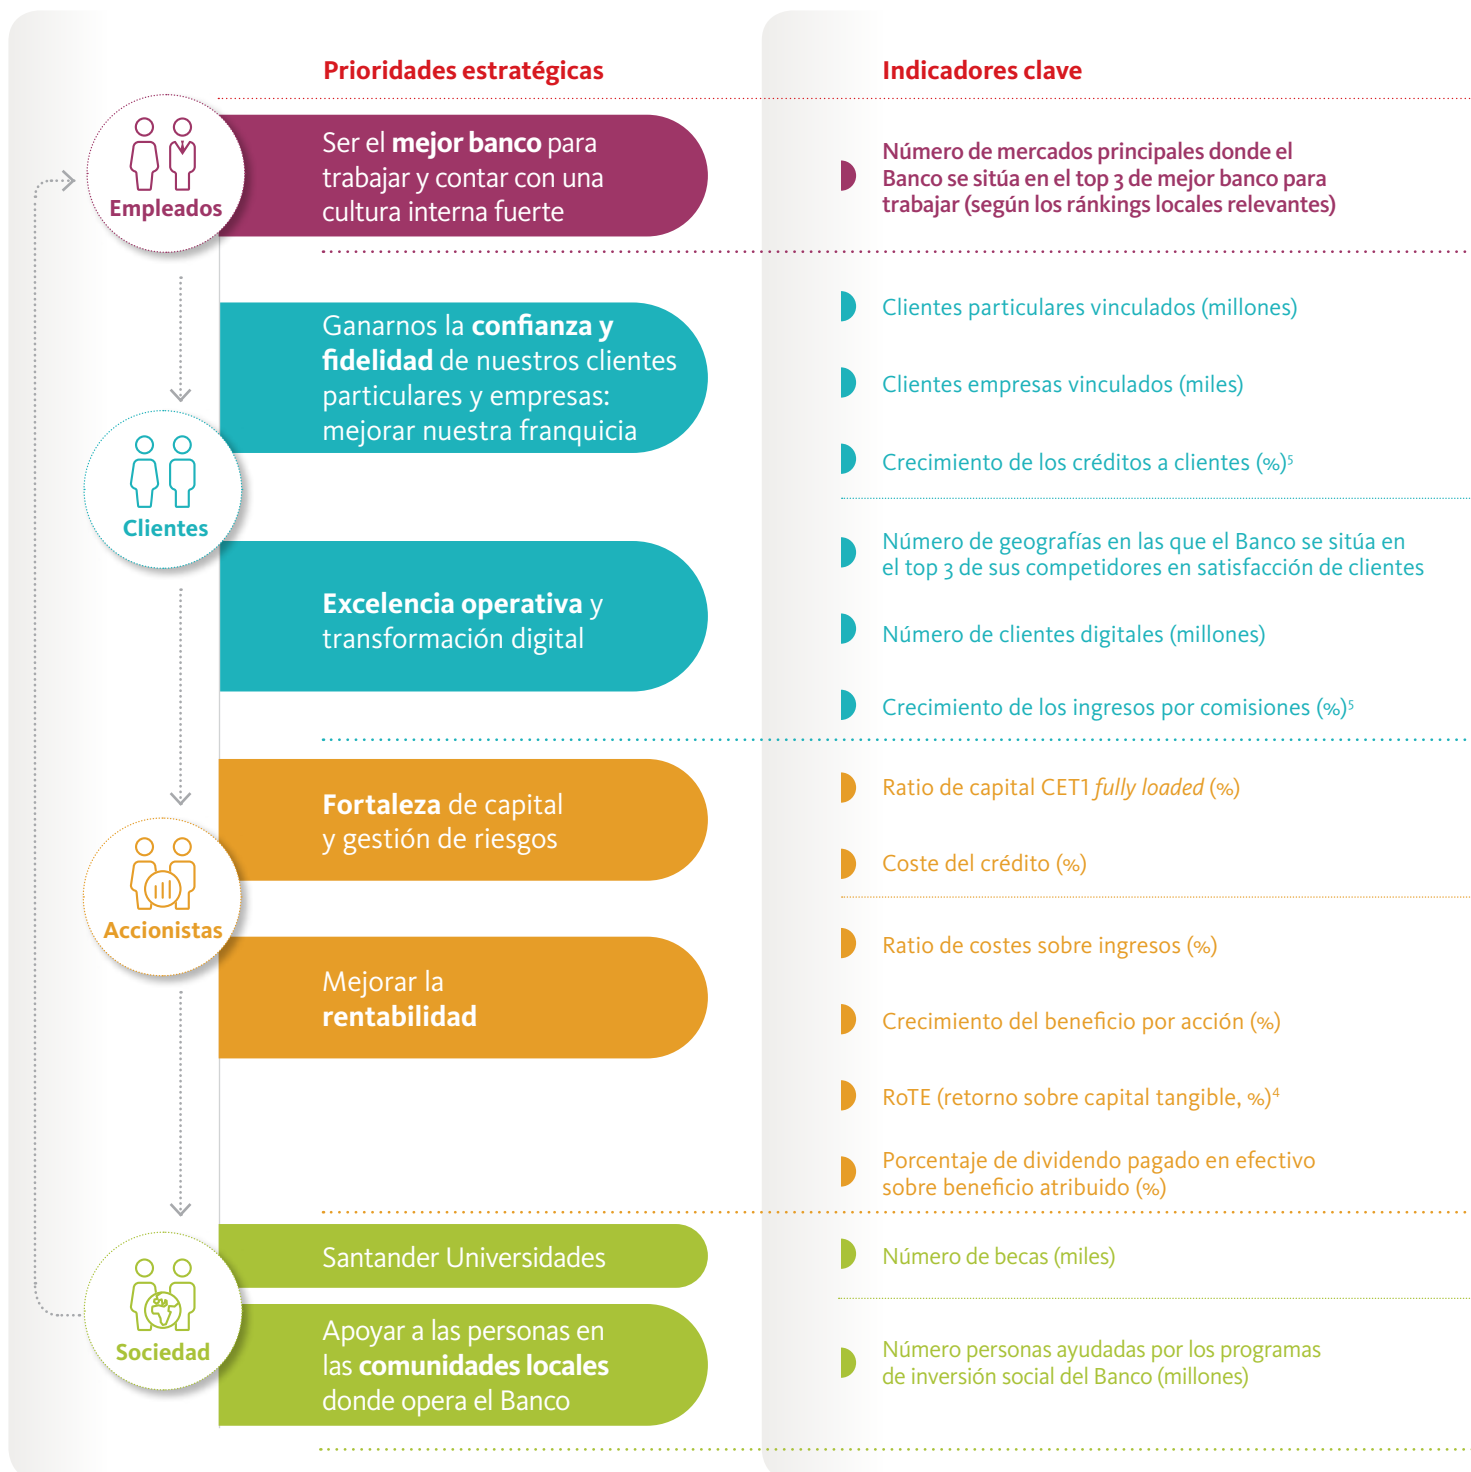 Prioridades estratégicas
Indicadores clave
Empleados
Ser el mejor banco para
trabajar y contar con una
cultura interna fuerte
Número de mercados principales donde el
Banco se sitúa en el top 3 de mejor banco para
trabajar (según los ránkings locales relevantes)
Clientes
Ganarnos la confianza y
fidelidad de nuestros clientes
particulares y empresas:
mejorar nuestra franquicia
Clientes particulares vinculados (millones)
Clientes empresas vinculados (miles)
Crecimiento de los créditos a clientes (%)⁵
Excelencia operativa y
transformación digital
Número de geografías en las que el Banco se sitúa en
el top 3 de sus competidores en satisfacción de clientes
Número de clientes digitales (millones)
Crecimiento de los ingresos por comisiones (%)⁵
Accionistas
Fortaleza de capital
y gestión de riesgos
Ratio de capital CET1 fully loaded (%)
Coste del crédito (%)
Mejorar la
rentabilidad
Ratio de costes sobre ingresos (%)
Crecimiento del beneficio por acción (%)
RoTE (retorno sobre capital tangible, %)⁴
Porcentaje de dividendo pagado en efectivo
sobre beneficio atribuido (%)
Sociedad
Santander Universidades
Número de becas (miles)
Apoyar a las personas en
las comunidades locales
donde opera el Banco
Número personas ayudadas por los programas
de inversión social del Banco (millones)